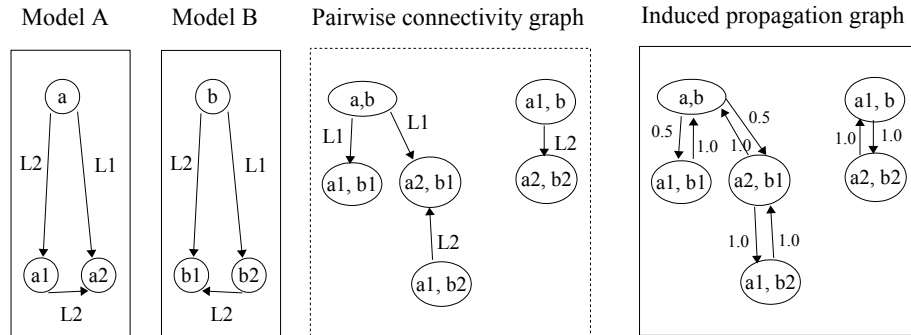 Model A Model B Pairwise connectivity graph Induced propagation graph
a b a,b a1, b a,b a1, b
L1 L1 0.5 0.5
L2 L1 L2 L1 L2 1.0 1.0 1.0 1.0
a1, b1 a2, b1 a2, b2 a1, b1 a2, b1 a2, b2
L2 1.0 1.0
a1 a2 b1 b2 a1, b2 a1, b2
L2 L2